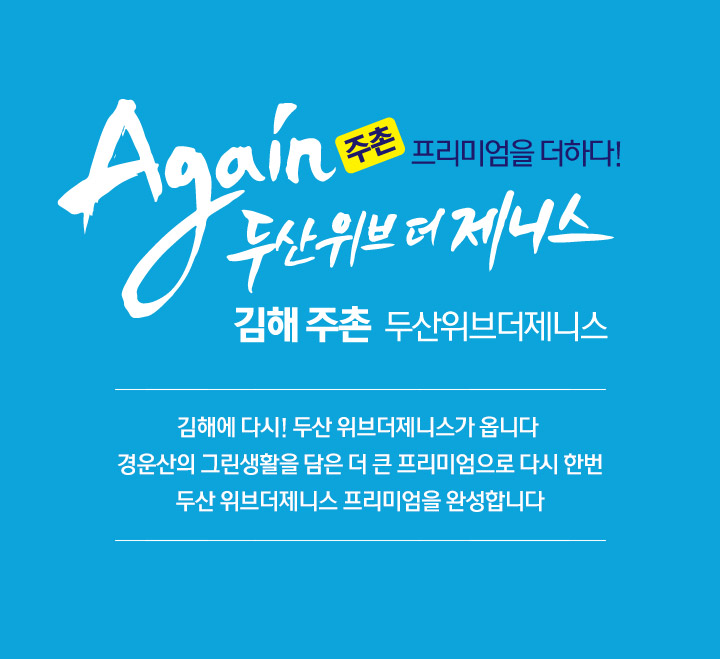 Again 주촌 프리미엄을 더하다!
두산위브더제니스
김해 주촌 두산위브더제니스
김해에 다시! 두산 위브더제니스가 옵니다
경운산의 그린생활을 담은 더 큰 프리미엄으로 다시 한번
두산 위브더제니스 프리미엄을 완성합니다